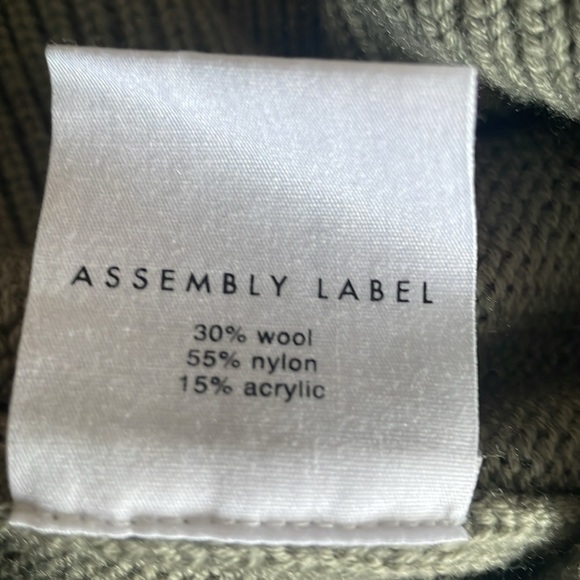 ASSEMBLY LABEL
30% wool
55% nylon
15% acrylic